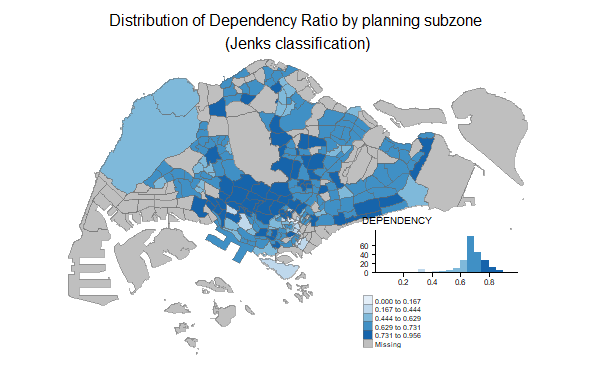 Distribution of Dependency Ratio by planning subzone
(Jenks classification)
DEPENDENCY
60
40
20
0
0.2 0.4 0.6 0.8 1.0
0.000 to 0.167
0.167 to 0.444
0.444 to 0.629
0.629 to 0.731
0.731 to 0.956
Missing